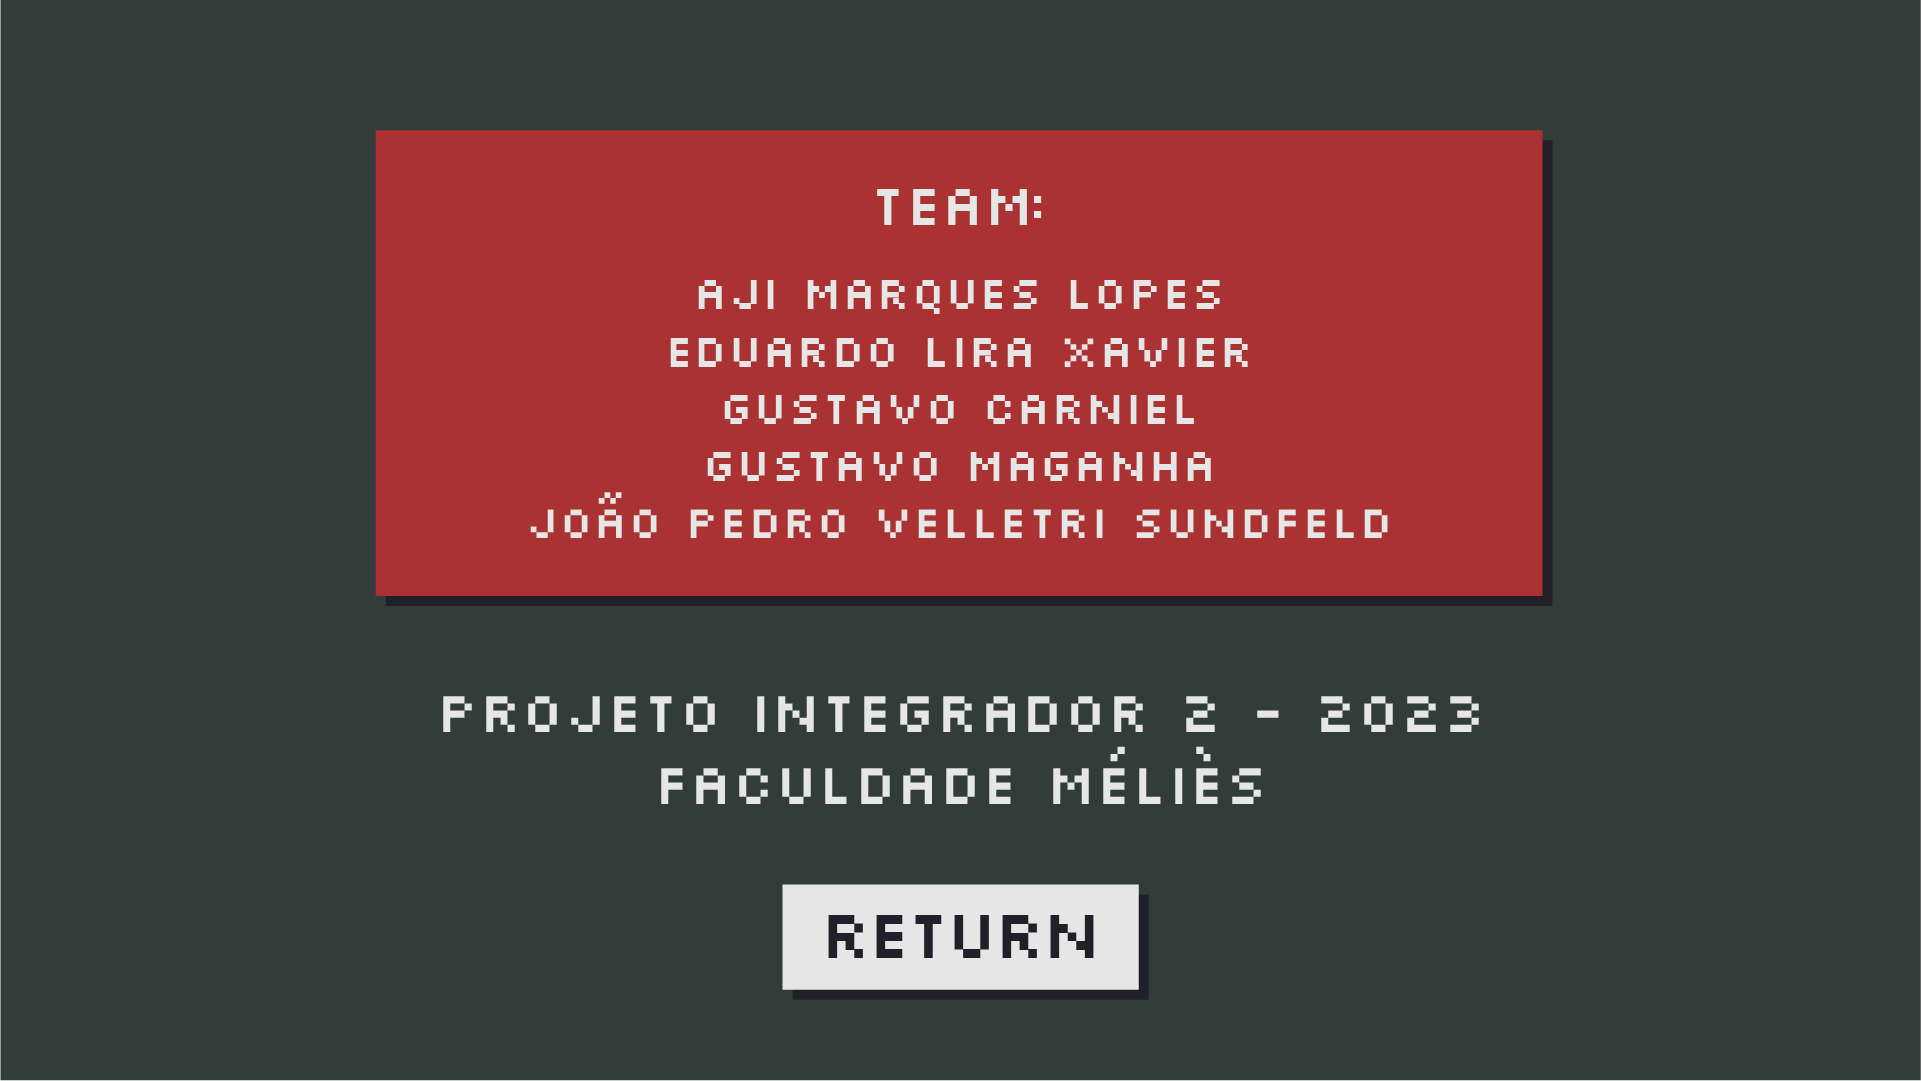 TEAM:
AJI MARQUES LOPES
EDUARDO LIRA XAVIER
GUSTAVO CARNIEL
GUSTAVO MAGANHA
JOÃO PEDRO VELLETRI SUNDFELD
PROJETO INTEGRADOR 2 - 2023
FACULDADE MÉLIÈS
RETURN